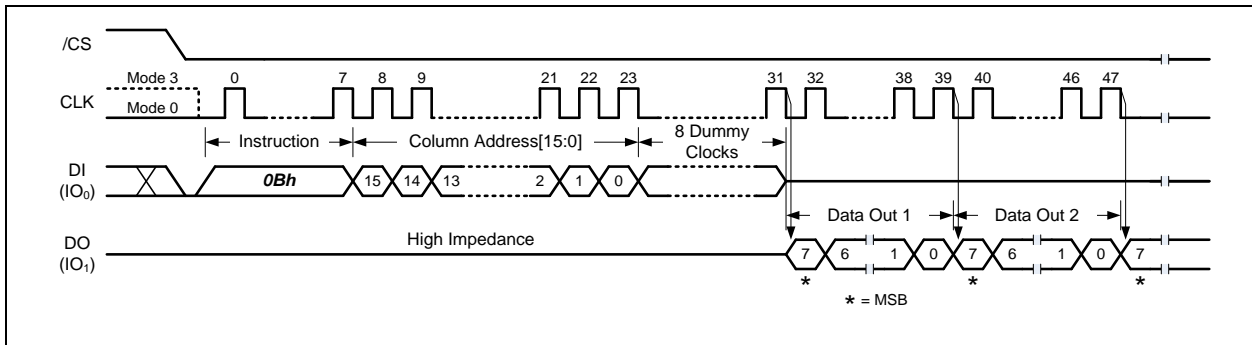 /CS
Mode 3 0 7 8 9 21 22 23 31 32 38 39 40 46 47
CLK
Mode 0
Instruction Column Address[15:0] 8 Dummy Clocks
DI
(IO₀)
0Bh 15 14 13 2 1 0
Data Out 1 Data Out 2
DO
(IO₁)
High Impedance
7 6 1 0 7 6 1 0 7
* * *
* = MSB